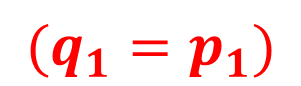 (q₁ = p₁)